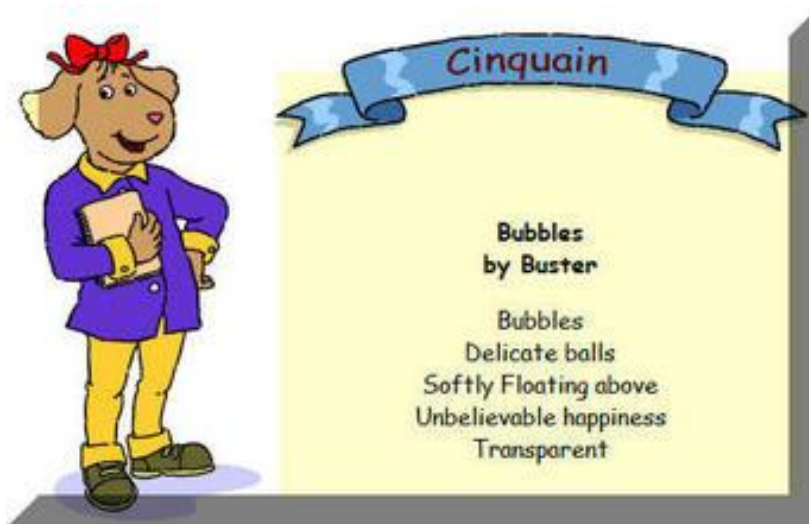 Cinquain
Bubbles
by Buster
Bubbles
Delicate balls
Softly Floating above
Unbelievable happiness
Transparent